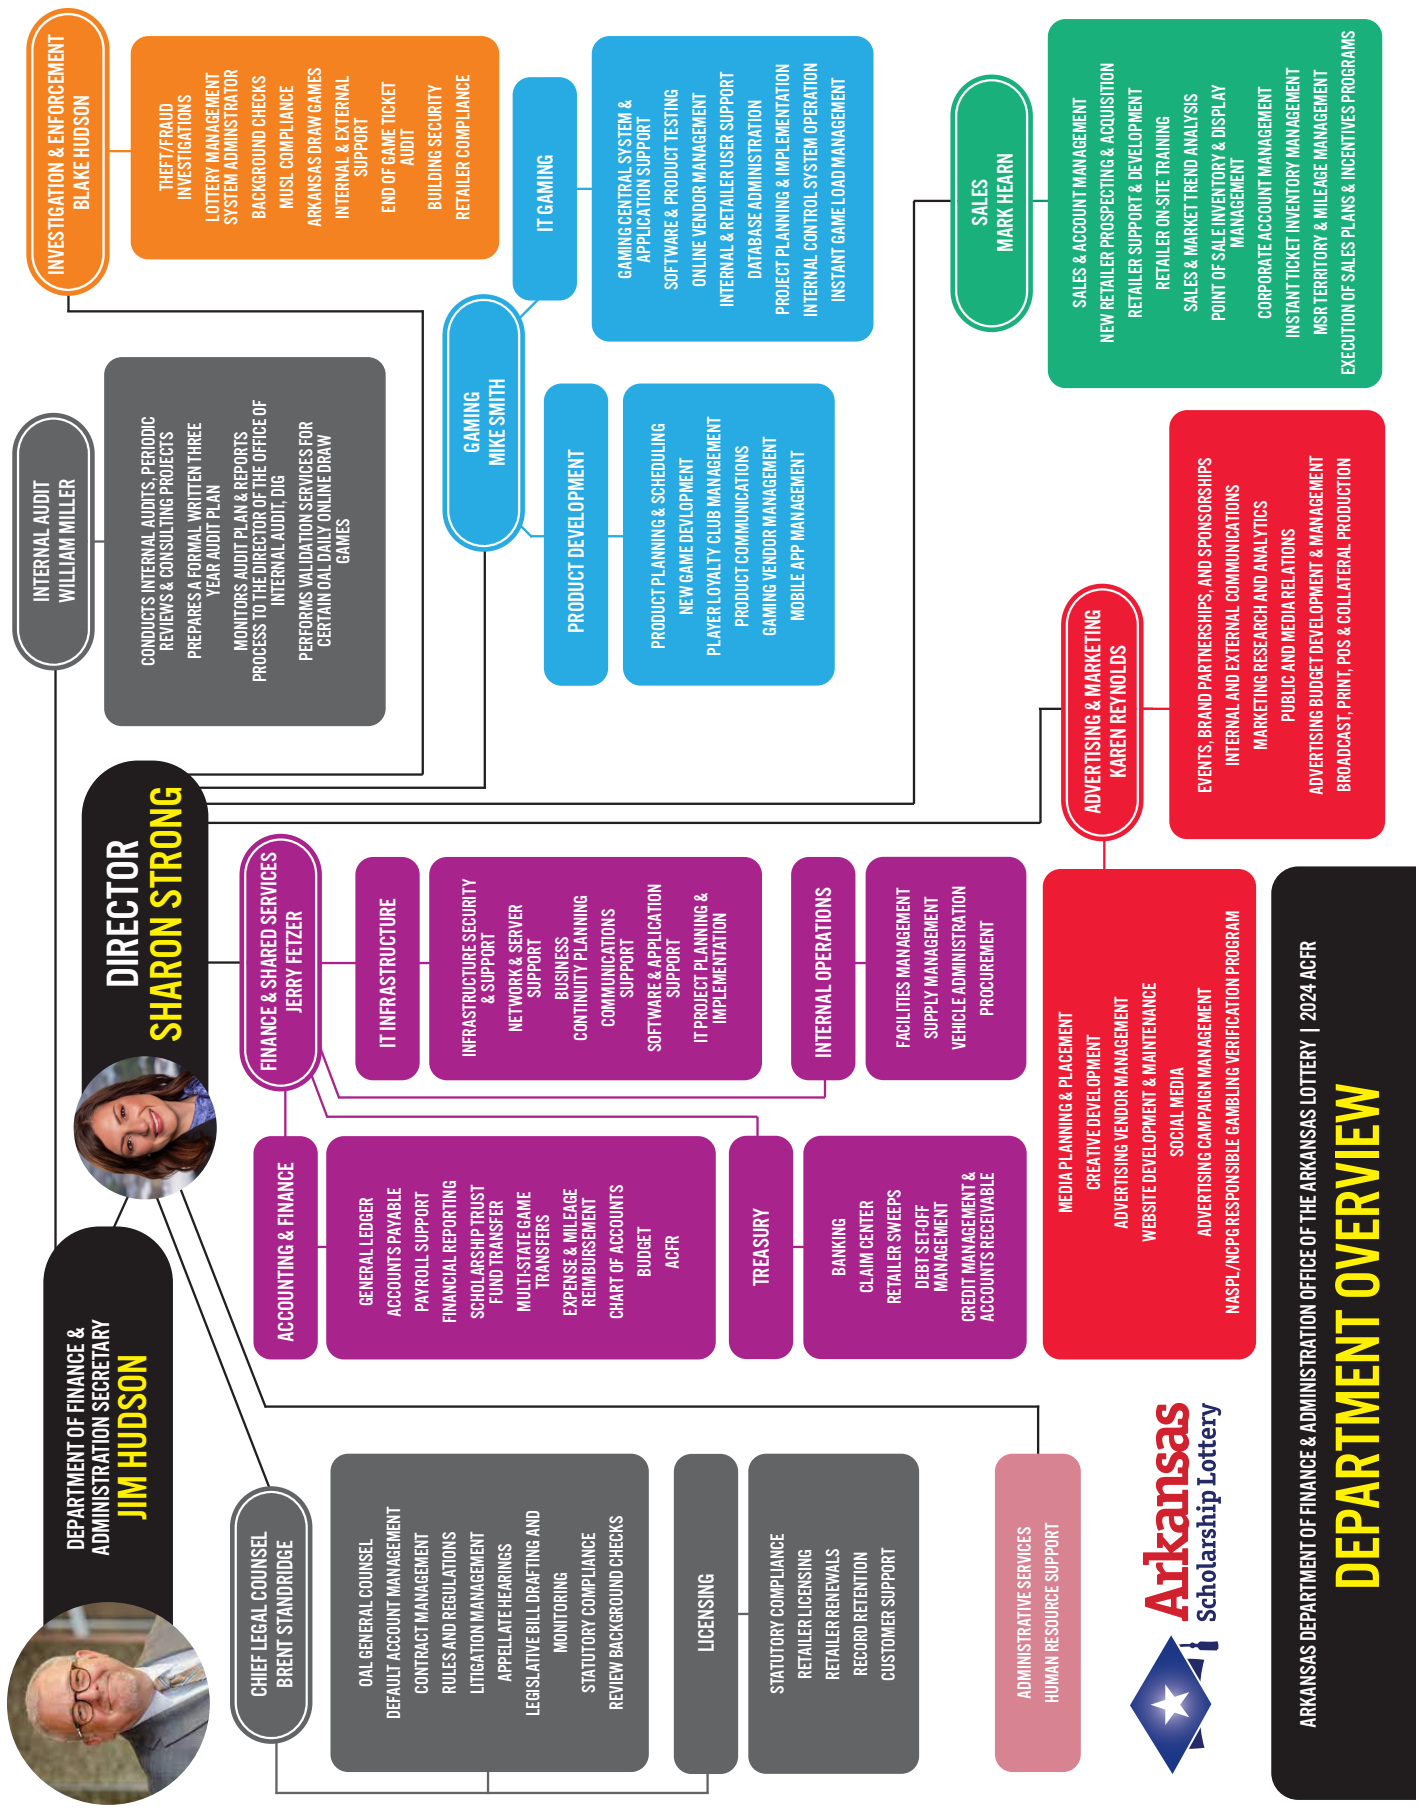 DEPARTMENT OF FINANCE &
ADMINISTRATION SECRETARY
JIM HUDSON
DIRECTOR
SHARON STRONG
INTERNAL AUDIT
WILLIAM MILLER
CONDUCTS INTERNAL AUDITS, PERIODIC
REVIEWS & CONSULTING PROJECTS
PREPARES A FORMAL WRITTEN THREE
YEAR AUDIT PLAN
MONITORS AUDIT PLAN & REPORTS
PROCESS TO THE DIRECTOR OF THE OFFICE OF
INTERNAL AUDIT, DIG
PERFORMS VALIDATION SERVICES FOR
CERTAIN OAL DAILY ONLINE DRAW
GAMES
INVESTIGATION & ENFORCEMENT
BLAKE HUDSON
THEFT/FRAUD
INVESTIGATIONS
LOTTERY MANAGEMENT
SYSTEM ADMINSTRATOR
BACKGROUND CHECKS
MUSL COMPLIANCE
ARKANSAS DRAW GAMES
INTERNAL & EXTERNAL
SUPPORT
END OF GAME TICKET
AUDIT
BUILDING SECURITY
RETAILER COMPLIANCE
CHIEF LEGAL COUNSEL
BRENT STANDRIDGE
OAL GENERAL COUNSEL
DEFAULT ACCOUNT MANAGEMENT
CONTRACT MANAGEMENT
RULES AND REGULATIONS
LITIGATION MANAGEMENT
APPELLATE HEARINGS
LEGISLATIVE BILL DRAFTING AND
MONITORING
STATUTORY COMPLIANCE
REVIEW BACKGROUND CHECKS
LICENSING
STATUTORY COMPLIANCE
RETAILER LICENSING
RETAILER RENEWALS
RECORD RETENTION
CUSTOMER SUPPORT
ADMINISTRATIVE SERVICES
HUMAN RESOURCE SUPPORT
FINANCE & SHARED SERVICES
JERRY FETZER
ACCOUNTING & FINANCE
GENERAL LEDGER
ACCOUNTS PAYABLE
PAYROLL SUPPORT
FINANCIAL REPORTING
SCHOLARSHIP TRUST
FUND TRANSFER
MULTI-STATE GAME
TRANSFERS
EXPENSE & MILEAGE
REIMBURSEMENT
CHART OF ACCOUNTS
BUDGET
ACFR
IT INFRASTRUCTURE
INFRASTRUCTURE SECURITY
& SUPPORT
NETWORK & SERVER
SUPPORT
BUSINESS
CONTINUITY PLANNING
COMMUNICATIONS
SUPPORT
SOFTWARE & APPLICATION
SUPPORT
IT PROJECT PLANNING &
IMPLEMENTATION
TREASURY
BANKING
CLAIM CENTER
RETAILER SWEEPS
DEBT SET-OFF
MANAGEMENT
CREDIT MANAGEMENT &
ACCOUNTS RECEIVABLE
INTERNAL OPERATIONS
FACILITIES MANAGEMENT
SUPPLY MANAGEMENT
VEHICLE ADMINISTRATION
PROCUREMENT
GAMING
MIKE SMITH
PRODUCT DEVELOPMENT
PRODUCT PLANNING & SCHEDULING
NEW GAME DEVLOPMENT
PLAYER LOYALTY CLUB MANAGEMENT
PRODUCT COMMUNICATIONS
GAMING VENDOR MANAGEMENT
MOBILE APP MANAGEMENT
IT GAMING
GAMING CENTRAL SYSTEM &
APPLICATION SUPPORT
SOFTWARE & PRODUCT TESTING
ONLINE VENDOR MANAGEMENT
INTERNAL & RETAILER USER SUPPORT
DATABASE ADMINISTRATION
PROJECT PLANNING & IMPLEMENTATION
INTERNAL CONTROL SYSTEM OPERATION
INSTANT GAME LOAD MANAGEMENT
ADVERTISING & MARKETING
KAREN REYNOLDS
MEDIA PLANNING & PLACEMENT
CREATIVE DEVELOPMENT
ADVERTISING VENDOR MANAGEMENT
WEBSITE DEVELOPMENT & MAINTENANCE
SOCIAL MEDIA
ADVERTISING CAMPAIGN MANAGEMENT
NASPL/NCPG RESPONSIBLE GAMBLING VERIFICATION PROGRAM
EVENTS, BRAND PARTNERSHIPS, AND SPONSORSHIPS
INTERNAL AND EXTERNAL COMMUNICATIONS
MARKETING RESEARCH AND ANALYTICS
PUBLIC AND MEDIA RELATIONS
ADVERTISING BUDGET DEVELOPMENT & MANAGEMENT
BROADCAST, PRINT, POS & COLLATERAL PRODUCTION
SALES
MARK HEARN
SALES & ACCOUNT MANAGEMENT
NEW RETAILER PROSPECTING & ACQUISITION
RETAILER SUPPORT & DEVELOPMENT
RETAILER ON-SITE TRAINING
SALES & MARKET TREND ANALYSIS
POINT OF SALE INVENTORY & DISPLAY
MANAGEMENT
CORPORATE ACCOUNT MANAGEMENT
INSTANT TICKET INVENTORY MANAGEMENT
MSR TERRITORY & MILEAGE MANAGEMENT
EXECUTION OF SALES PLANS & INCENTIVES PROGRAMS
Arkansas
Scholarship Lottery
ARKANSAS DEPARTMENT OF FINANCE & ADMINISTRATION OFFICE OF THE ARKANSAS LOTTERY | 2024 ACFR
DEPARTMENT OVERVIEW